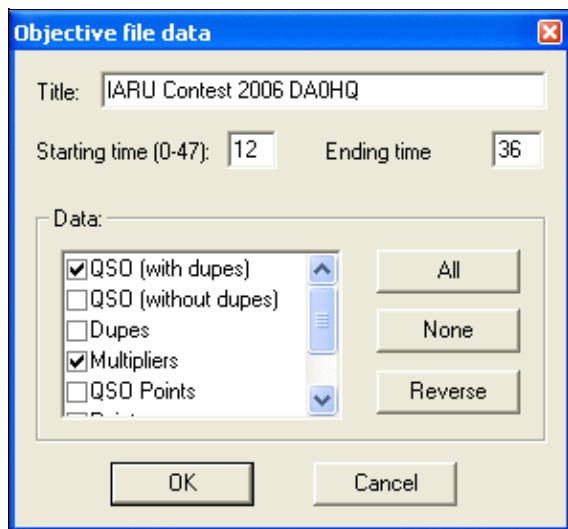 Objective file data
Title: IARU Contest 2006 DA0HQ
Starting time (0-47): 12 Ending time 36
Data:
QSO (with dupes)
QSO (without dupes)
Dupes
Multipliers
QSO Points
All
None
Reverse
OK Cancel